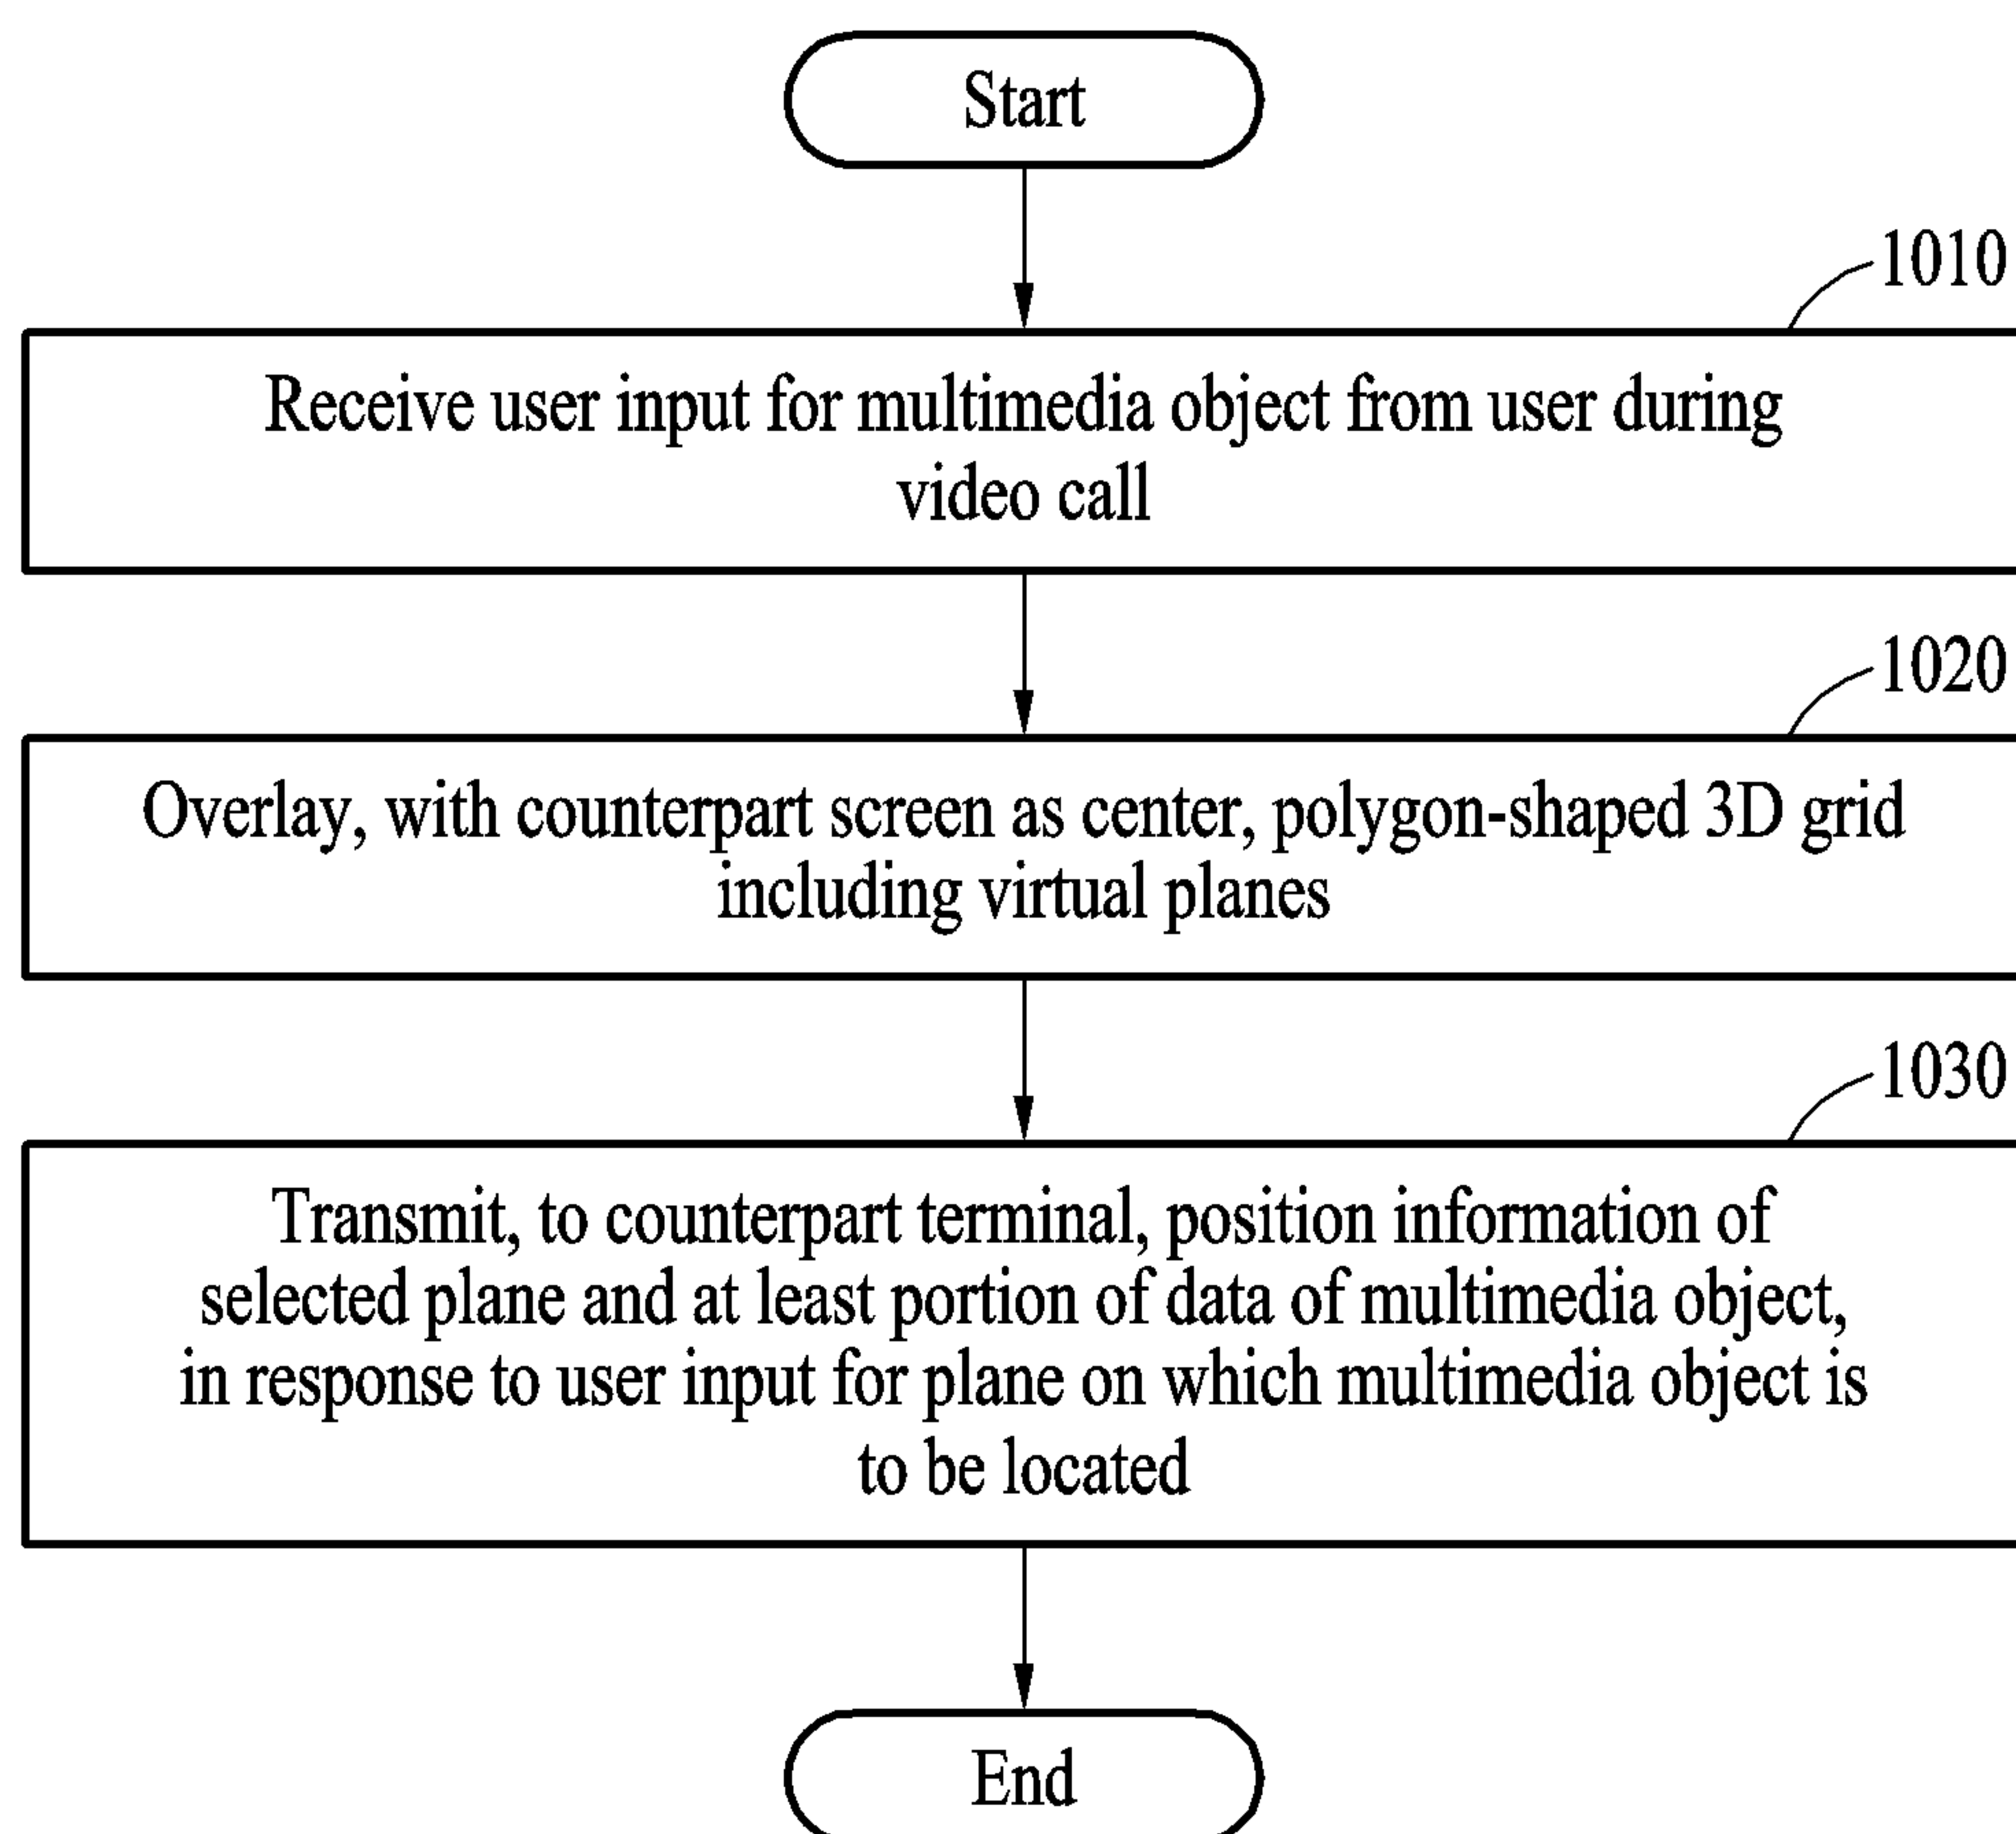 Start
1010
Receive user input for multimedia object from user during
video call
1020
Overlay, with counterpart screen as center, polygon-shaped 3D grid
including virtual planes
1030
Transmit, to counterpart terminal, position information of
selected plane and at least portion of data of multimedia object,
in response to user input for plane on which multimedia object is
to be located
End